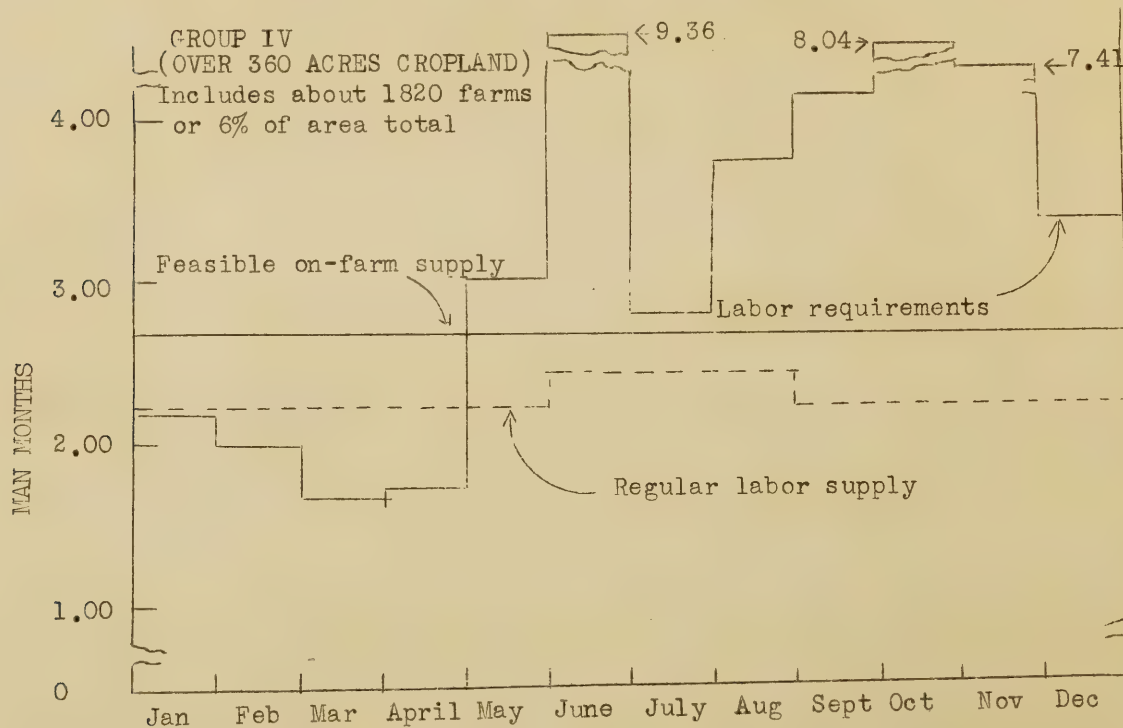 GROUP IV
(OVER 360 ACRES CROPLAND)
Includes about 1820 farms
or 6% of area total
9.36
8.04
7.41
4.00
Feasible on-farm supply
3.00
Labor requirements
MAN MONTHS
2.00
Regular labor supply
1.00
0
Jan Feb Mar April May June July Aug Sept Oct Nov Dec